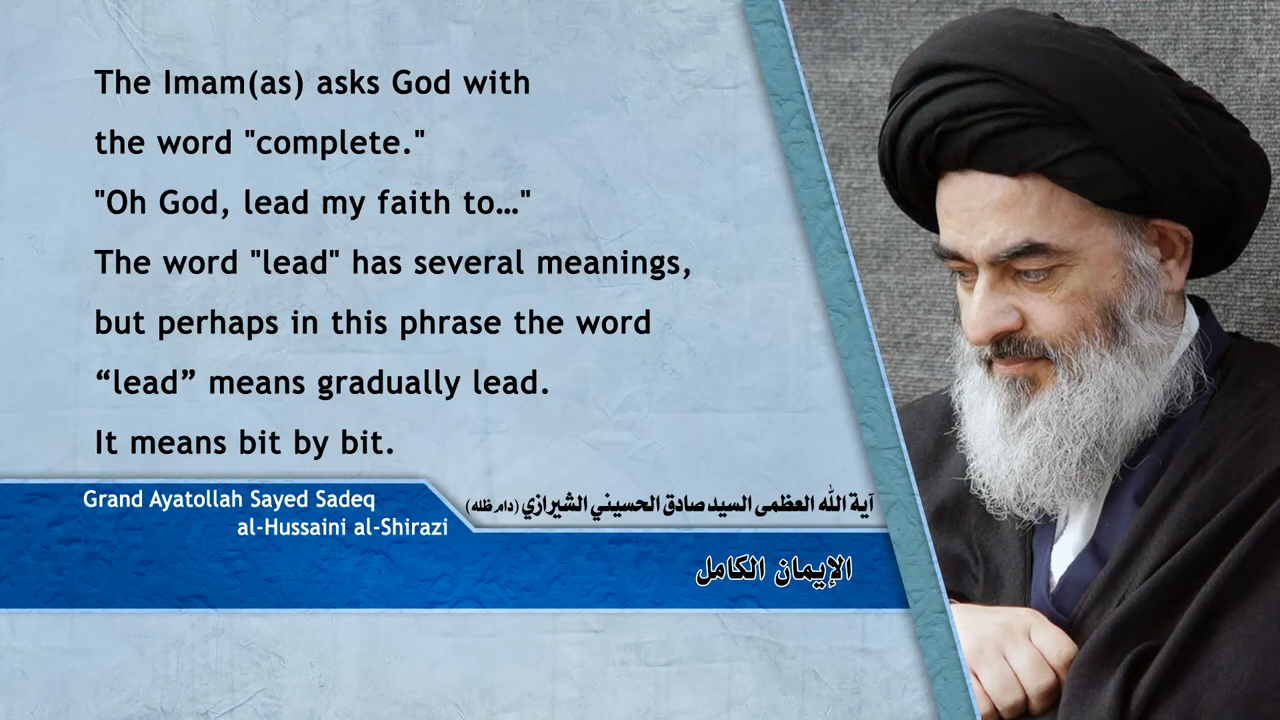 The Imam(as) asks God with
the word "complete."
"Oh God, lead my faith to…"
The word "lead" has several meanings,
but perhaps in this phrase the word
“lead” means gradually lead.
It means bit by bit.
Grand Ayatollah Sayed Sadeq
al-Hussaini al-Shirazi
آية الله العظمى السيد صادق الحسيني الشيرازي (دام ظله)
الإيمان الكامل